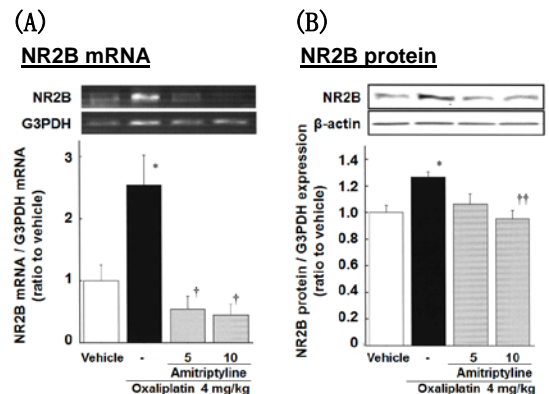 (A)
NR2B mRNA
NR2B
G3PDH
NR2B mRNA / G3PDH mRNA
(ratio to vehicle)
3
2
1
0
*
†
†
Vehicle - 5 10
Amitriptyline
Oxaliplatin 4 mg/kg
(B)
NR2B protein
NR2B
β-actin
NR2B protein / G3PDH expression
(ratio to vehicle)
1.4
1.2
1.0
0.8
0.6
0.4
0.2
0
*
††
Vehicle - 5 10
Amitriptyline
Oxaliplatin 4 mg/kg